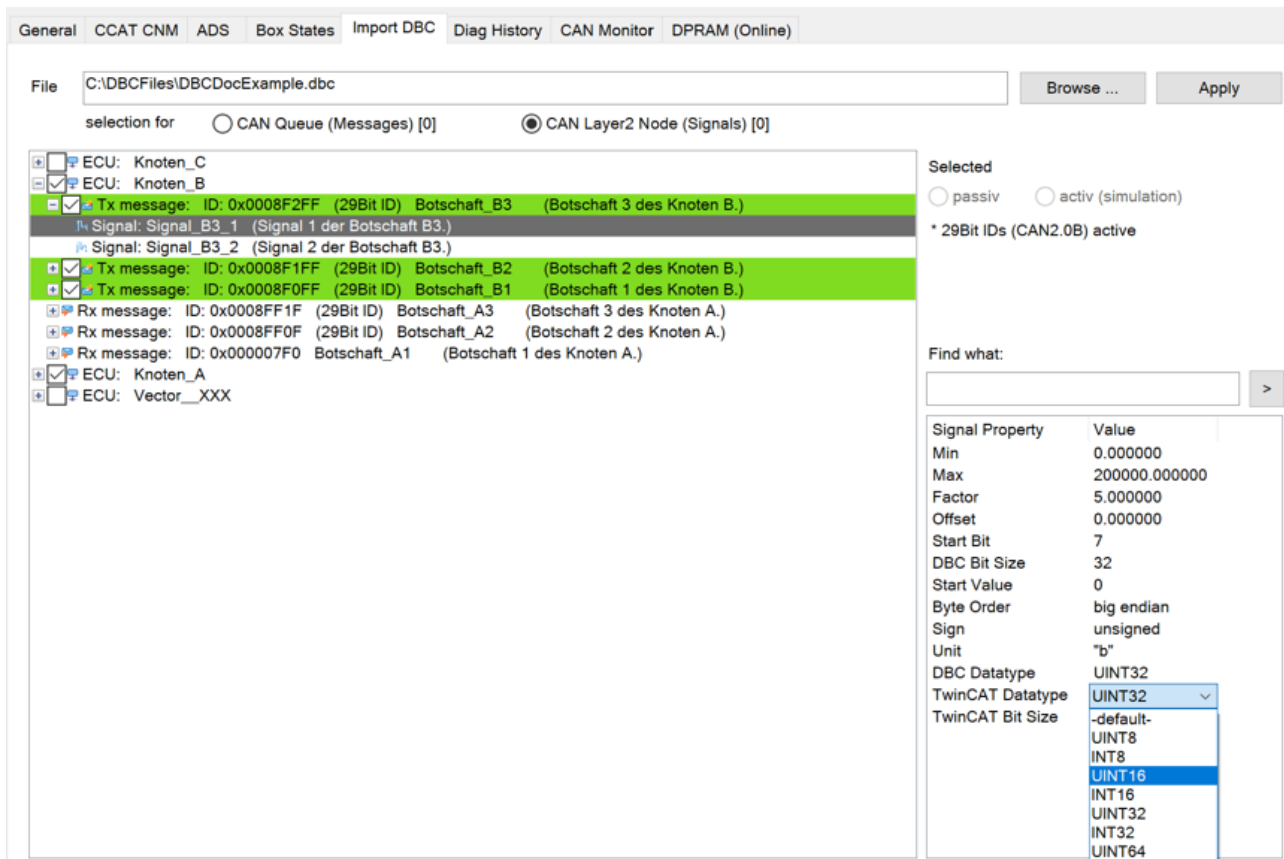 General CCAT CNM ADS Box States Import DBC Diag History CAN Monitor DPRAM (Online)
File C:\DBCFiles\DBCDocExample.dbc Browse ... Apply
selection for CAN Queue (Messages) [0] CAN Layer2 Node (Signals) [0]
ECU: Knoten_C
ECU: Knoten_B
Tx message: ID: 0x0008F2FF (29Bit ID) Botschaft_B3 (Botschaft 3 des Knoten B.)
Signal: Signal_B3_1 (Signal 1 der Botschaft B3.)
Signal: Signal_B3_2 (Signal 2 der Botschaft B3.)
Tx message: ID: 0x0008F1FF (29Bit ID) Botschaft_B2 (Botschaft 2 des Knoten B.)
Tx message: ID: 0x0008F0FF (29Bit ID) Botschaft_B1 (Botschaft 1 des Knoten B.)
Rx message: ID: 0x0008FF1F (29Bit ID) Botschaft_A3 (Botschaft 3 des Knoten A.)
Rx message: ID: 0x0008FF0F (29Bit ID) Botschaft_A2 (Botschaft 2 des Knoten A.)
Rx message: ID: 0x000007F0 Botschaft_A1 (Botschaft 1 des Knoten A.)
ECU: Knoten_A
ECU: Vector__XXX
Selected
passiv activ (simulation)
* 29Bit IDs (CAN2.0B) active
Find what:
>
Signal Property Value
Min 0.000000
Max 200000.000000
Factor 5.000000
Offset 0.000000
Start Bit 7
DBC Bit Size 32
Start Value 0
Byte Order big endian
Sign unsigned
Unit "b"
DBC Datatype UINT32
TwinCAT Datatype UINT32
TwinCAT Bit Size -default-
UINT8
INT8
UINT16
INT16
UINT32
INT32
UINT64